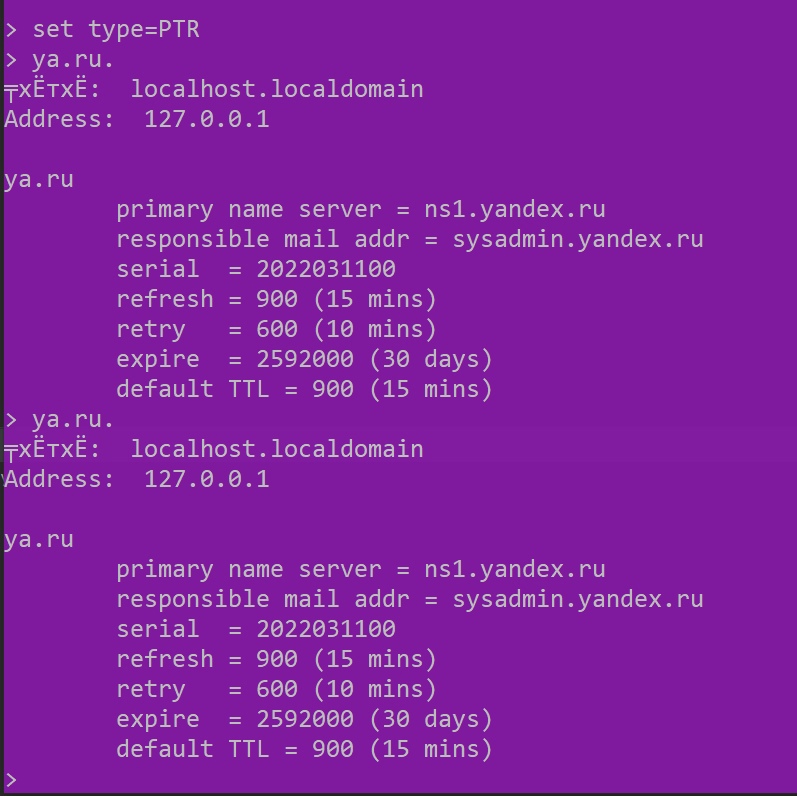 > set type=PTR
> ya.ru.
╤хЁтхЁ:  localhost.localdomain
Address:  127.0.0.1
ya.ru
primary name server = ns1.yandex.ru
responsible mail addr = sysadmin.yandex.ru
serial  = 2022031100
refresh = 900 (15 mins)
retry   = 600 (10 mins)
expire  = 2592000 (30 days)
default TTL = 900 (15 mins)
> ya.ru.
╤хЁтхЁ:  localhost.localdomain
Address:  127.0.0.1
ya.ru
primary name server = ns1.yandex.ru
responsible mail addr = sysadmin.yandex.ru
serial  = 2022031100
refresh = 900 (15 mins)
retry   = 600 (10 mins)
expire  = 2592000 (30 days)
default TTL = 900 (15 mins)
>